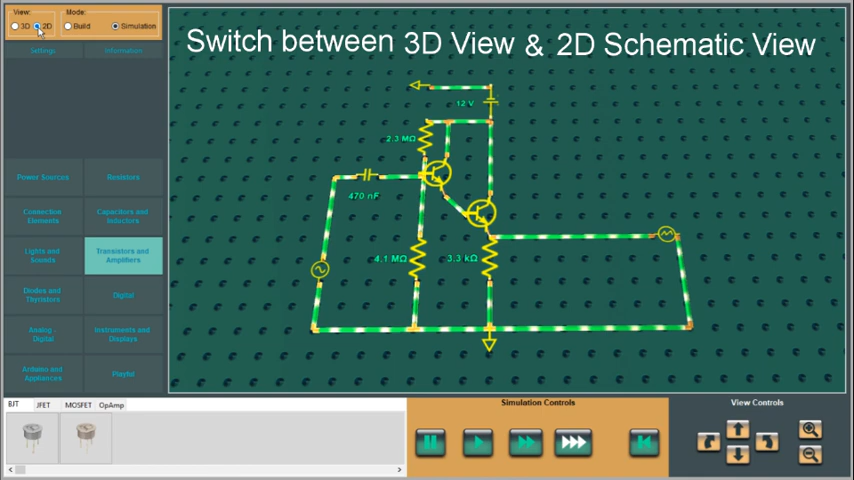 View:
3D
2D
Mode:
Build
Simulation
Settings
Information
Switch between 3D View & 2D Schematic View
12 V
2.3 MΩ
470 nF
4.1 MΩ
3.3 kΩ
Power Sources
Resistors
Connection
Elements
Capacitors and
Inductors
Lights and
Sounds
Transistors and
Amplifiers
Diodes and
Thyristors
Digital
Analog -
Digital
Instruments and
Displays
Arduino and
Appliances
Playful
BJT
JFET
MOSFET
OpAmp
Simulation Controls
View Controls